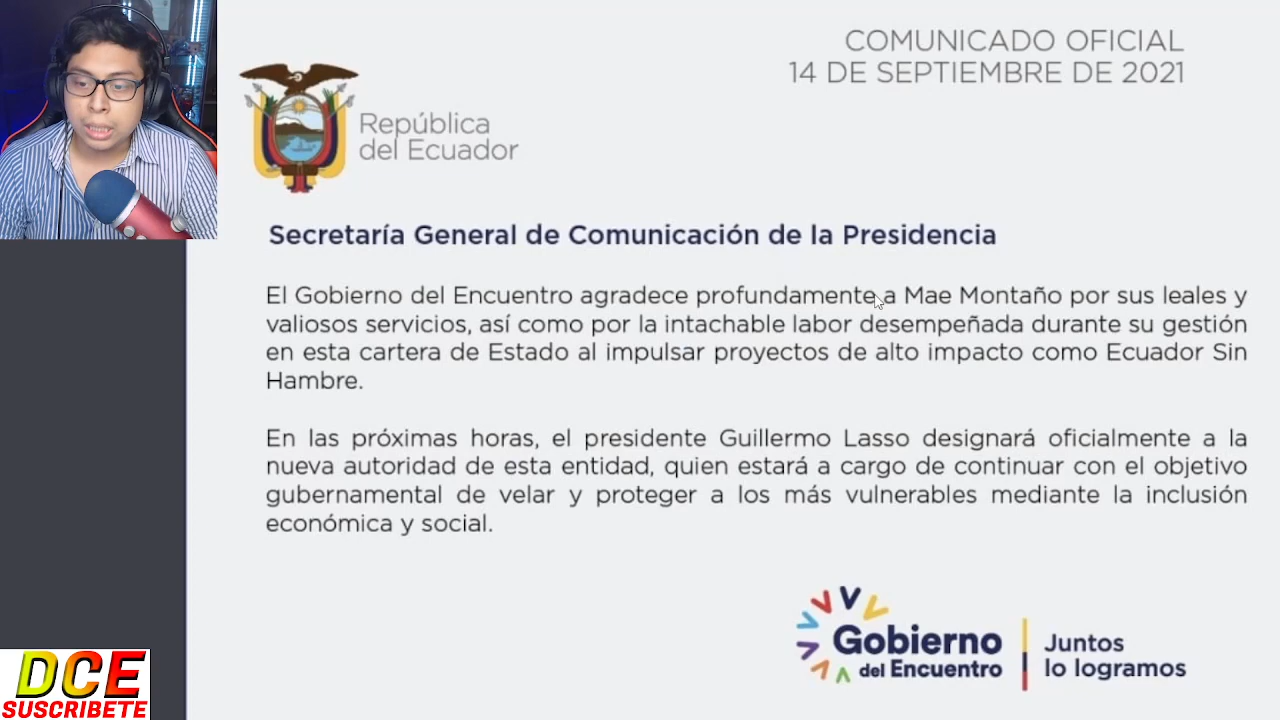 COMUNICADO OFICIAL
14 DE SEPTIEMBRE DE 2021
República
del Ecuador
Secretaría General de Comunicación de la Presidencia
El Gobierno del Encuentro agradece profundamente a Mae Montaño por sus leales y
valiosos servicios, así como por la intachable labor desempeñada durante su gestión
en esta cartera de Estado al impulsar proyectos de alto impacto como Ecuador Sin
Hambre.
En las próximas horas, el presidente Guillermo Lasso designará oficialmente a la
nueva autoridad de esta entidad, quien estará a cargo de continuar con el objetivo
gubernamental de velar y proteger a los más vulnerables mediante la inclusión
económica y social.
Gobierno
del Encuentro
Juntos
lo logramos
DCE
SUSCRIBETE